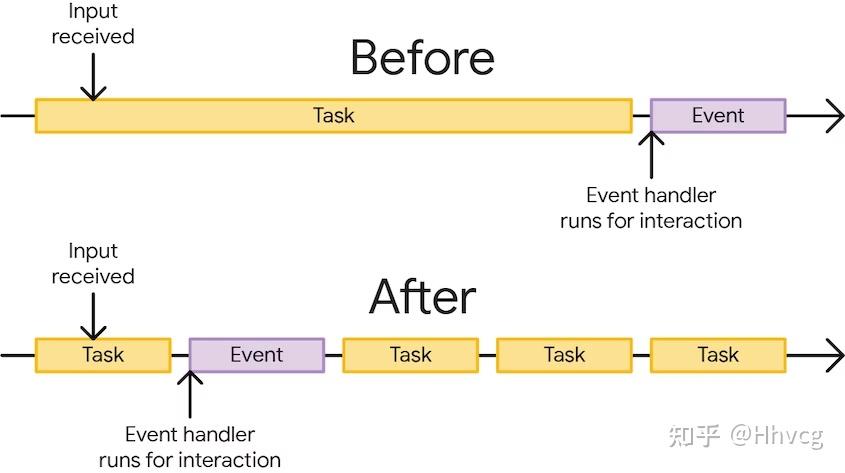 Input
received
Before
Task
Event
Event handler
runs for interaction
Input
received
After
Task
Event
Task
Task
Task
Event handler
runs for interaction
知乎 @Hhvcg